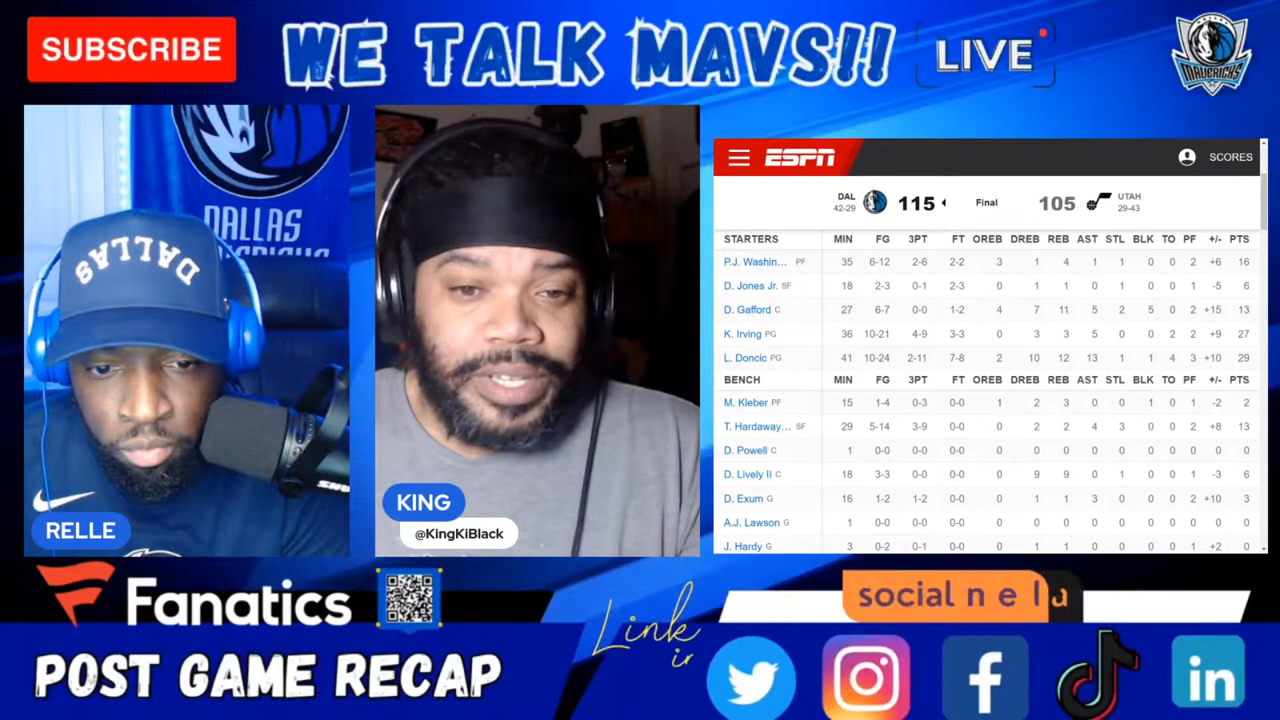 SUBSCRIBE
WE TALK MAVS!!
LIVE
MAVERICKS
DALLAS
DALLAS
RELLE
KING
@KingKiBlack
ESPN
SCORES
DAL 42-29 115 Final 105 UTAH 29-43
STARTERS MIN FG 3PT FT OREB DREB REB AST STL BLK TO PF +/- PTS
P.J. Washin... PF 35 6-12 2-6 2-2 3 1 4 1 1 0 0 2 +6 16
D. Jones Jr. SF 18 2-3 0-1 2-3 0 1 1 0 1 0 0 1 -5 6
D. Gafford C 27 6-7 0-0 1-2 4 7 11 5 2 5 0 2 +15 13
K. Irving PG 36 10-21 4-9 3-3 0 3 3 5 0 0 2 2 +9 27
L. Doncic PG 41 10-24 2-11 7-8 2 10 12 13 1 1 4 3 +10 29
BENCH MIN FG 3PT FT OREB DREB REB AST STL BLK TO PF +/- PTS
M. Kleber PF 15 1-4 0-3 0-0 1 2 3 0 0 1 0 1 -2 2
T. Hardaway... SF 29 5-14 3-9 0-0 0 2 2 4 3 0 0 2 +8 13
D. Powell C 1 0-0 0-0 0-0 0 0 0 0 0 0 0 0 0 0
D. Lively II C 18 3-3 0-0 0-0 0 9 9 0 1 0 1 1 -3 6
D. Exum G 16 1-2 1-2 0-0 0 1 1 3 0 0 0 2 +10 3
A.J. Lawson G 1 0-0 0-0 0-0 0 0 0 0 0 0 0 0 0 0
J. Hardy G 3 0-2 0-1 0-0 0 1 1 0 0 0 0 1 +2 0
Fanatics
Link
social n e l a
POST GAME RECAP
in